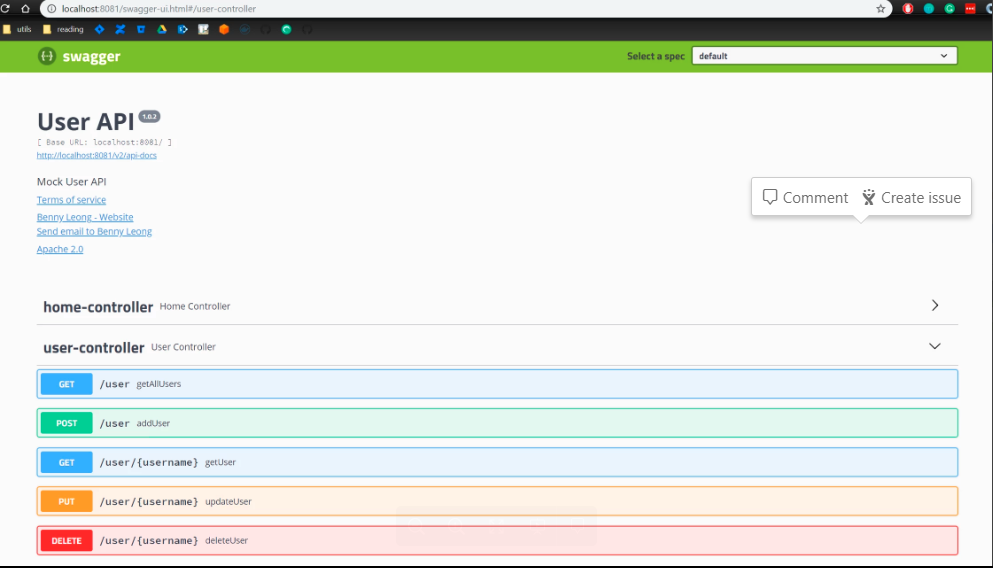 localhost:8081/swagger-ui.html#/user-controller
utils reading
swagger
Select a spec default
User API 1.0.2
[ Base URL: localhost:8081/ ]
http://localhost:8081/v2/api-docs
Mock User API
Terms of service
Comment Create issue
Benny Leong - Website
Send email to Benny Leong
Apache 2.0
home-controller Home Controller
user-controller User Controller
GET /user getAllUsers
POST /user addUser
GET /user/{username} getUser
PUT /user/{username} updateUser
DELETE /user/{username} deleteUser